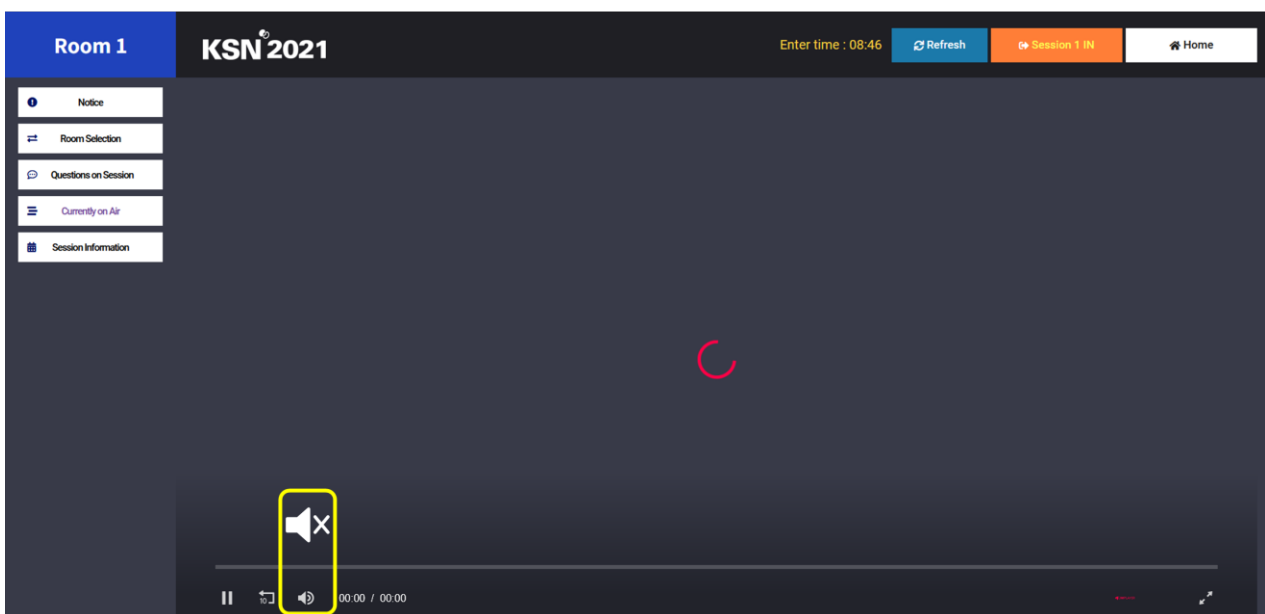 Room 1
KSN 2021
Enter time : 08:46
Refresh
Session 1 IN
Home
Notice
Room Selection
Questions on Session
Currently on Air
Session Information
10
00:00 / 00:00